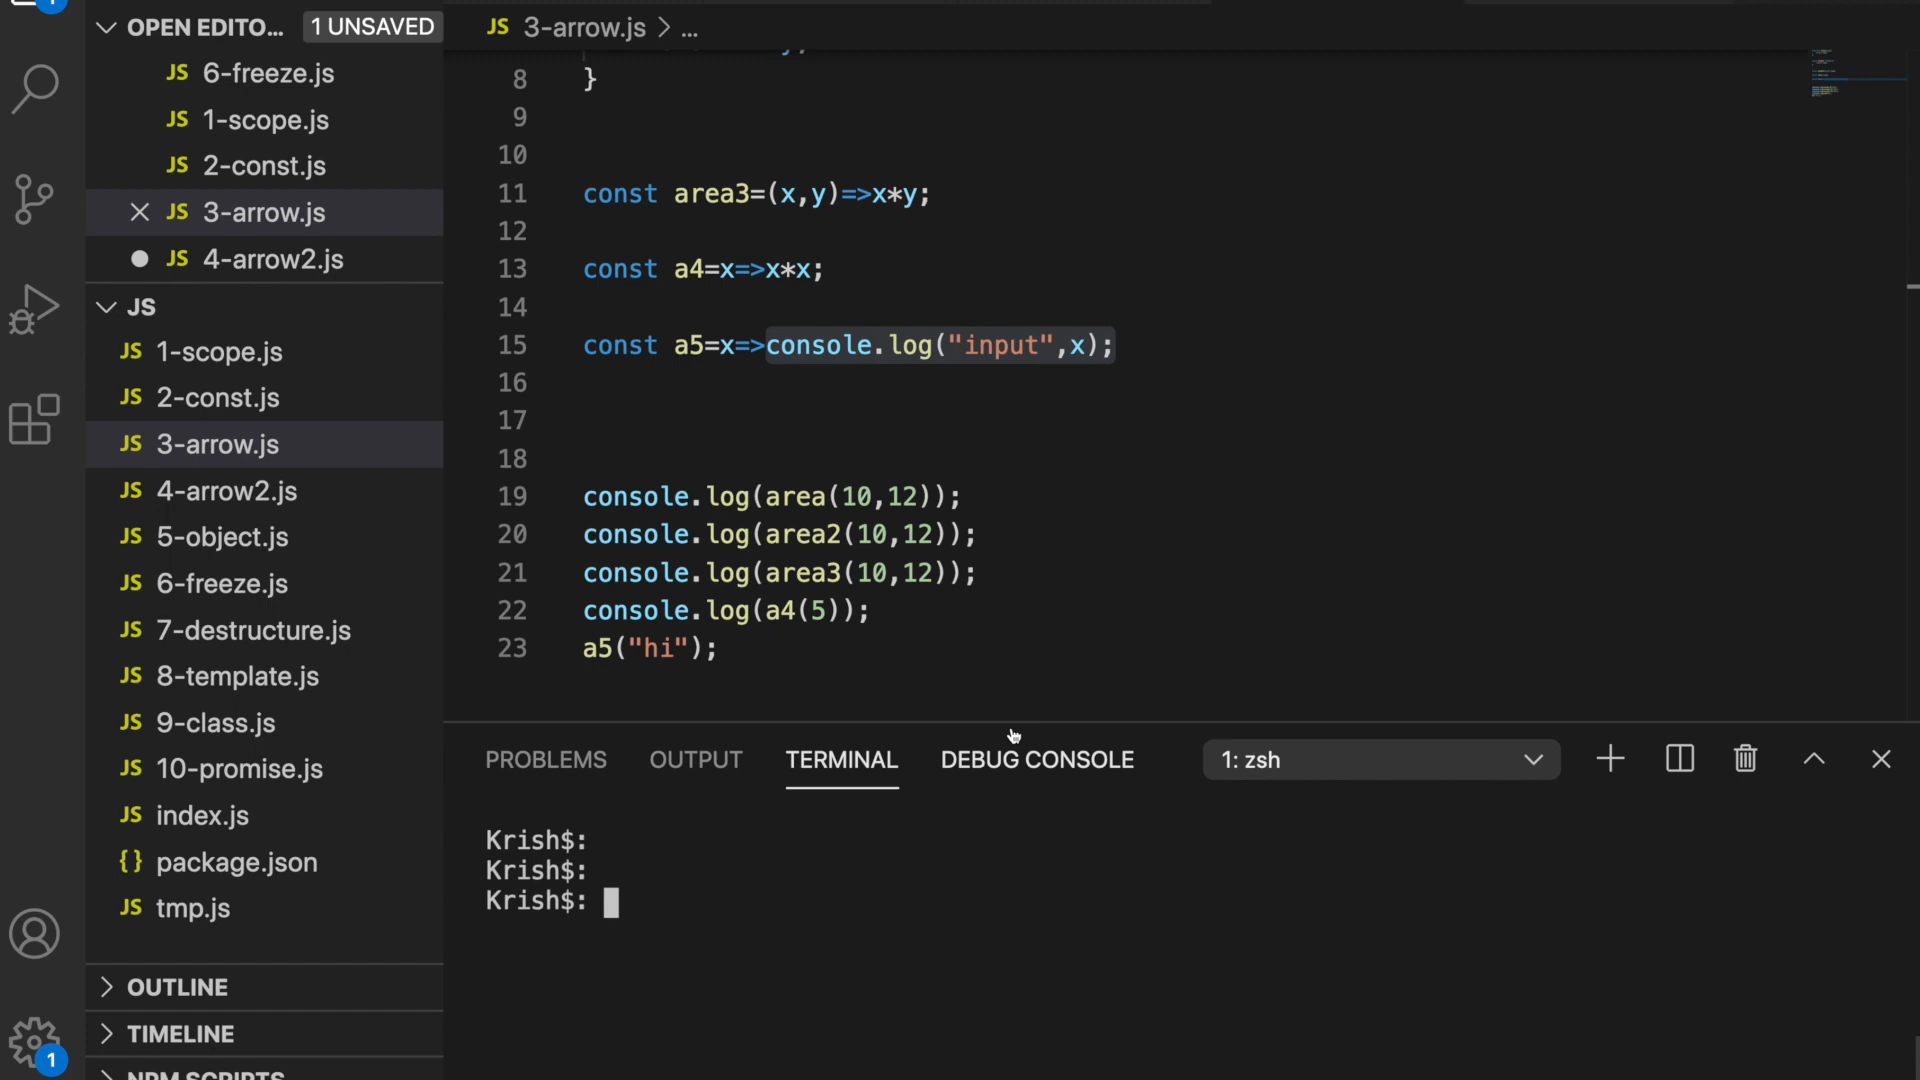 OPEN EDITO... 1 UNSAVED
JS 6-freeze.js
JS 1-scope.js
JS 2-const.js
JS 3-arrow.js
JS 4-arrow2.js
JS
JS 1-scope.js
JS 2-const.js
JS 3-arrow.js
JS 4-arrow2.js
JS 5-object.js
JS 6-freeze.js
JS 7-destructure.js
JS 8-template.js
JS 9-class.js
JS 10-promise.js
JS index.js
{} package.json
JS tmp.js
OUTLINE
TIMELINE
NPM SCRIPTS
1
JS 3-arrow.js > ...
8 }
9
10
11 const area3=(x,y)=>x*y;
12
13 const a4=x=>x*x;
14
15 const a5=x=>console.log("input",x);
16
17
18
19 console.log(area(10,12));
20 console.log(area2(10,12));
21 console.log(area3(10,12));
22 console.log(a4(5));
23 a5("hi");
PROBLEMS OUTPUT TERMINAL DEBUG CONSOLE 1: zsh
Krish$:
Krish$:
Krish$: